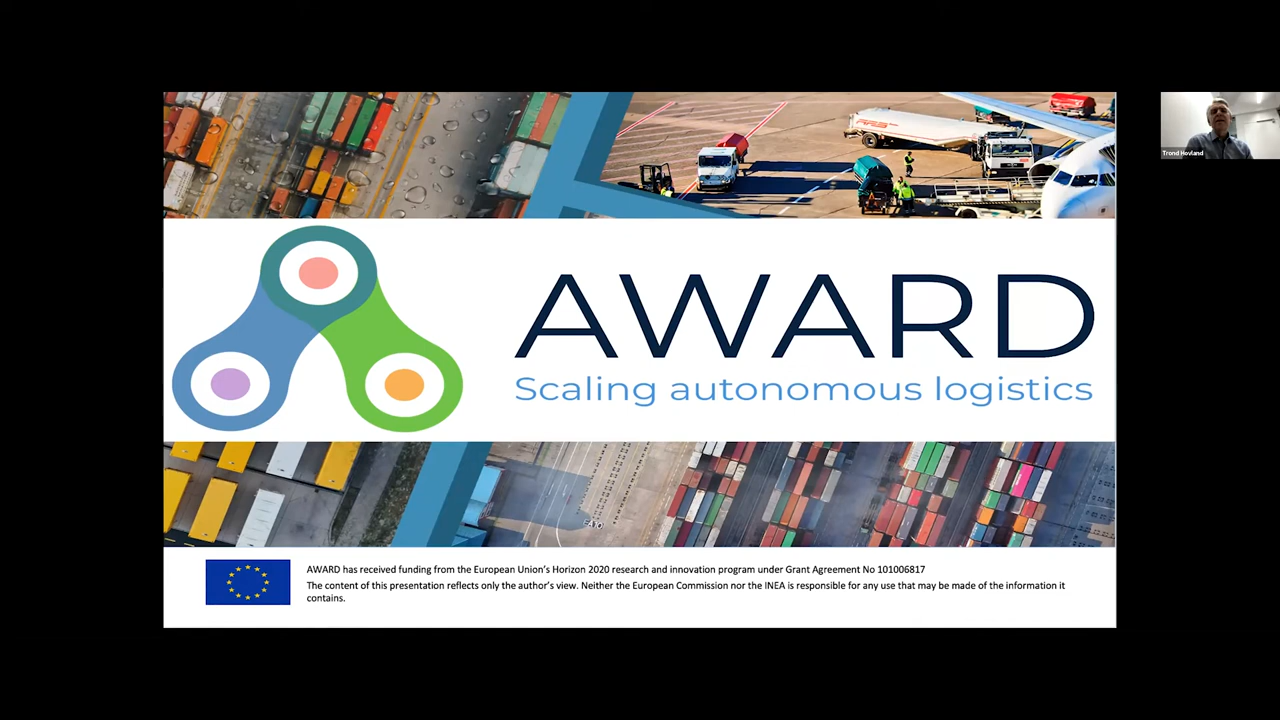 Trond Hovland
AWARD
Scaling autonomous logistics
AWARD has received funding from the European Union's Horizon 2020 research and innovation program under Grant Agreement No 101006817
The content of this presentation reflects only the author's view. Neither the European Commission nor the INEA is responsible for any use that may be made of the information it
contains.